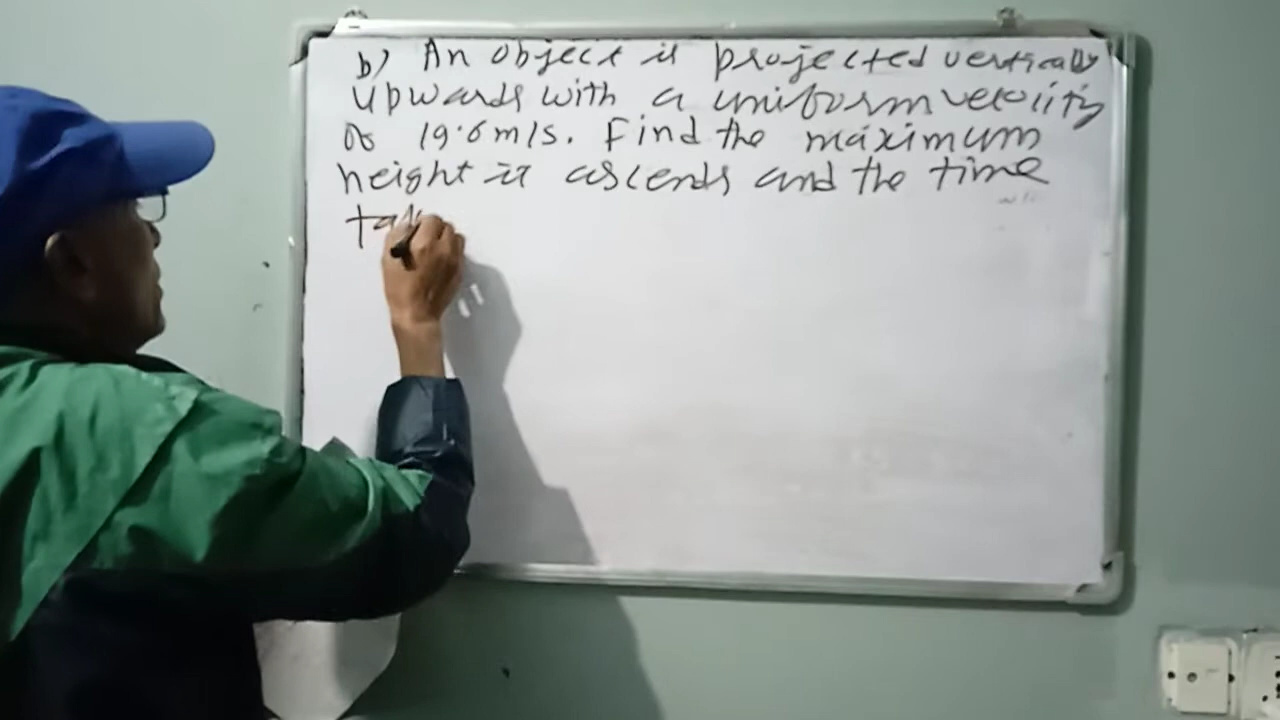 b) An object is projected vertically
upwards with a uniform velocity
of 19.6m/s. Find the maximum
height it ascends and the time